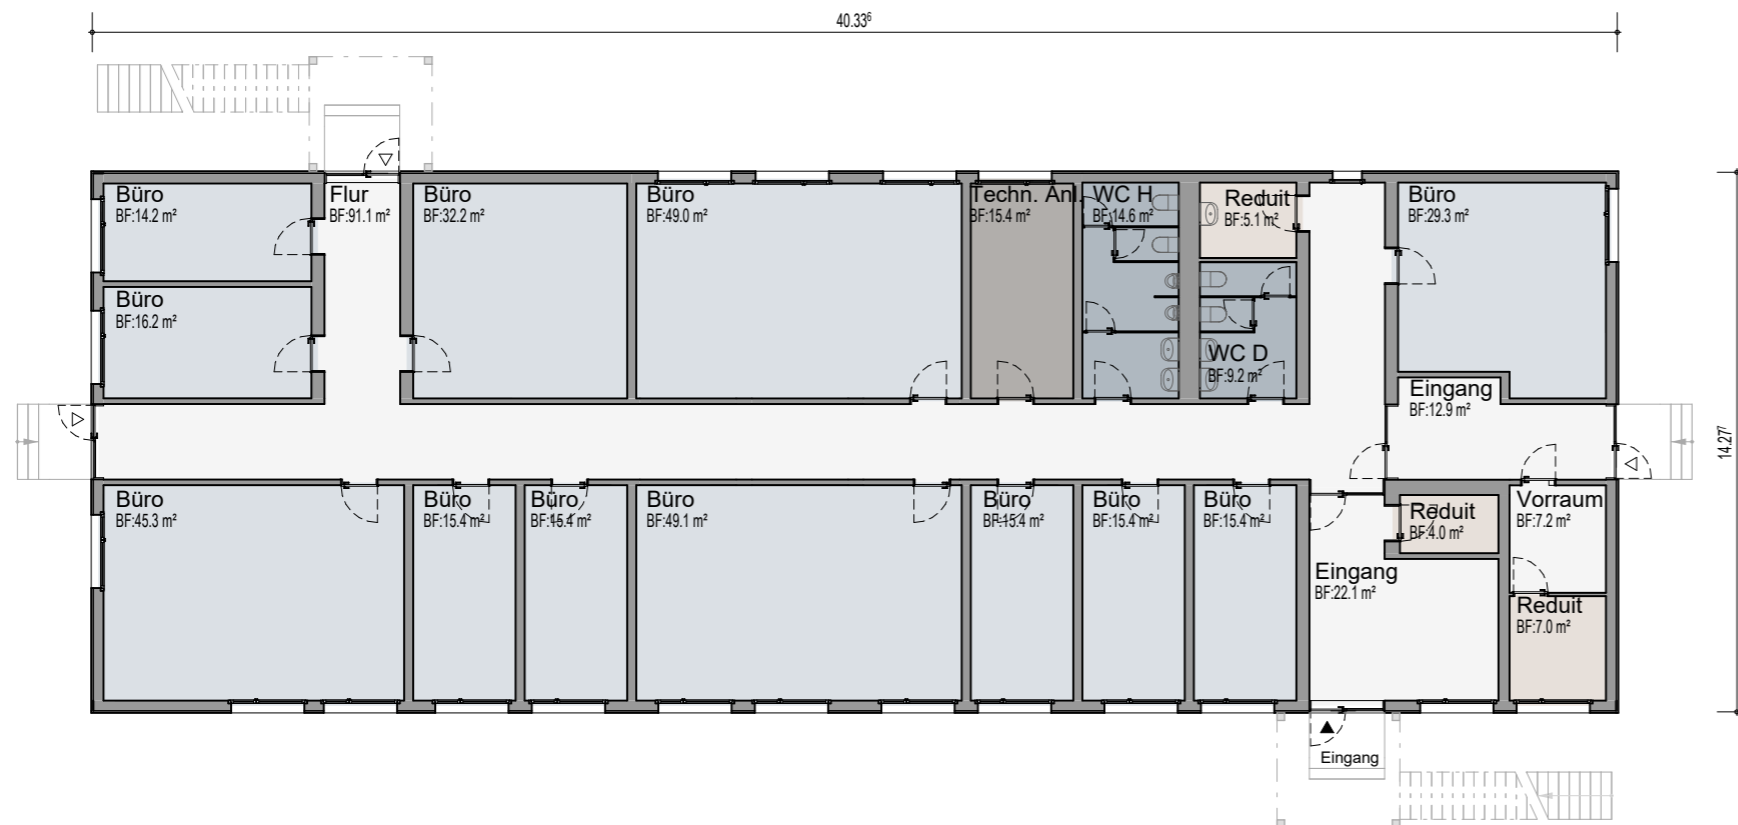 40.33⁶
Büro
BF:14.2 m²
Flur
BF:91.1 m²
Büro
BF:32.2 m²
Büro
BF:49.0 m²
Techn. Anl.
BF:15.4 m²
WC H
BF:14.6 m²
Reduit
BF:5.1 m²
Büro
BF:29.3 m²
Büro
BF:16.2 m²
WC D
BF:9.2 m²
Eingang
BF:12.9 m²
14.27⁷
Büro
BF:45.3 m²
Büro
BF:15.4 m²
Büro
BF:15.4 m²
Büro
BF:49.1 m²
Büro
BF:15.4 m²
Büro
BF:15.4 m²
Büro
BF:15.4 m²
Reduit
BF:4.0 m²
Vorraum
BF:7.2 m²
Eingang
BF:22.1 m²
Reduit
BF:7.0 m²
Eingang